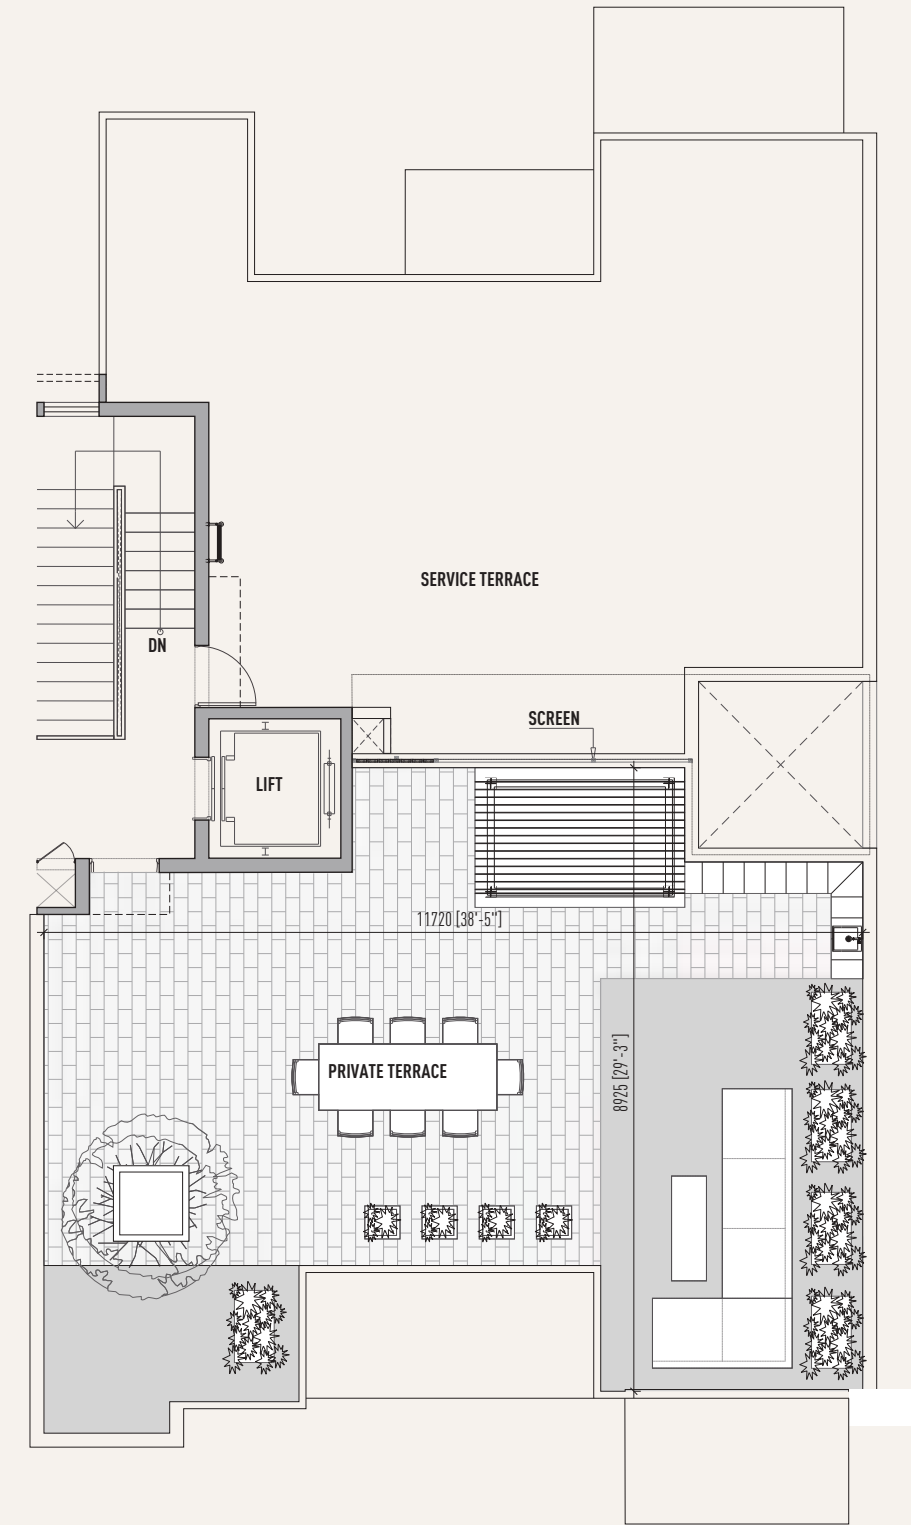 SERVICE TERRACE
DN
SCREEN
LIFT
11720 [38'-5"]
8925 [29'-3"]
PRIVATE TERRACE